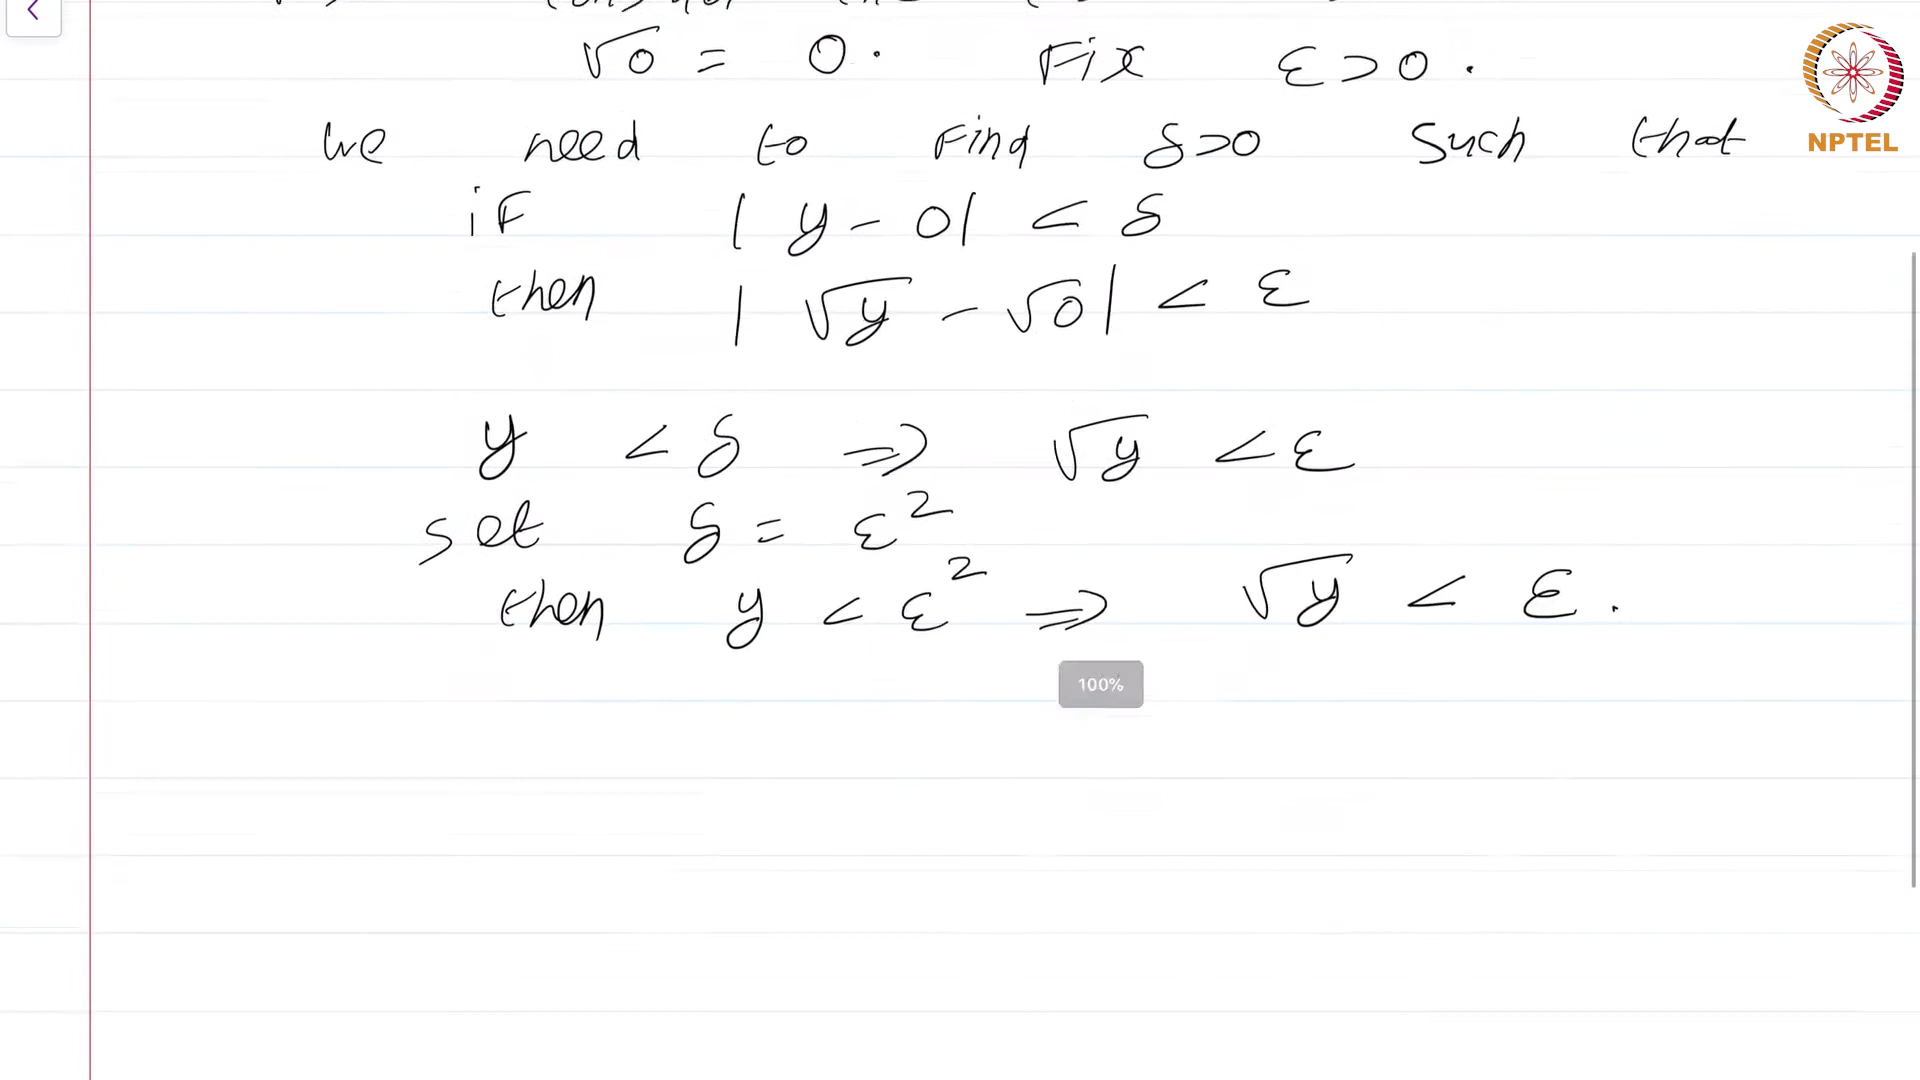 √0 = 0. Fix ε>0.
NPTEL
we need to find δ>0 such that
if |y-0| < δ
then |√y - √0| < ε
y < δ ⇒ √y < ε
set δ = ε²
then y < ε² ⇒ √y < ε.
100%